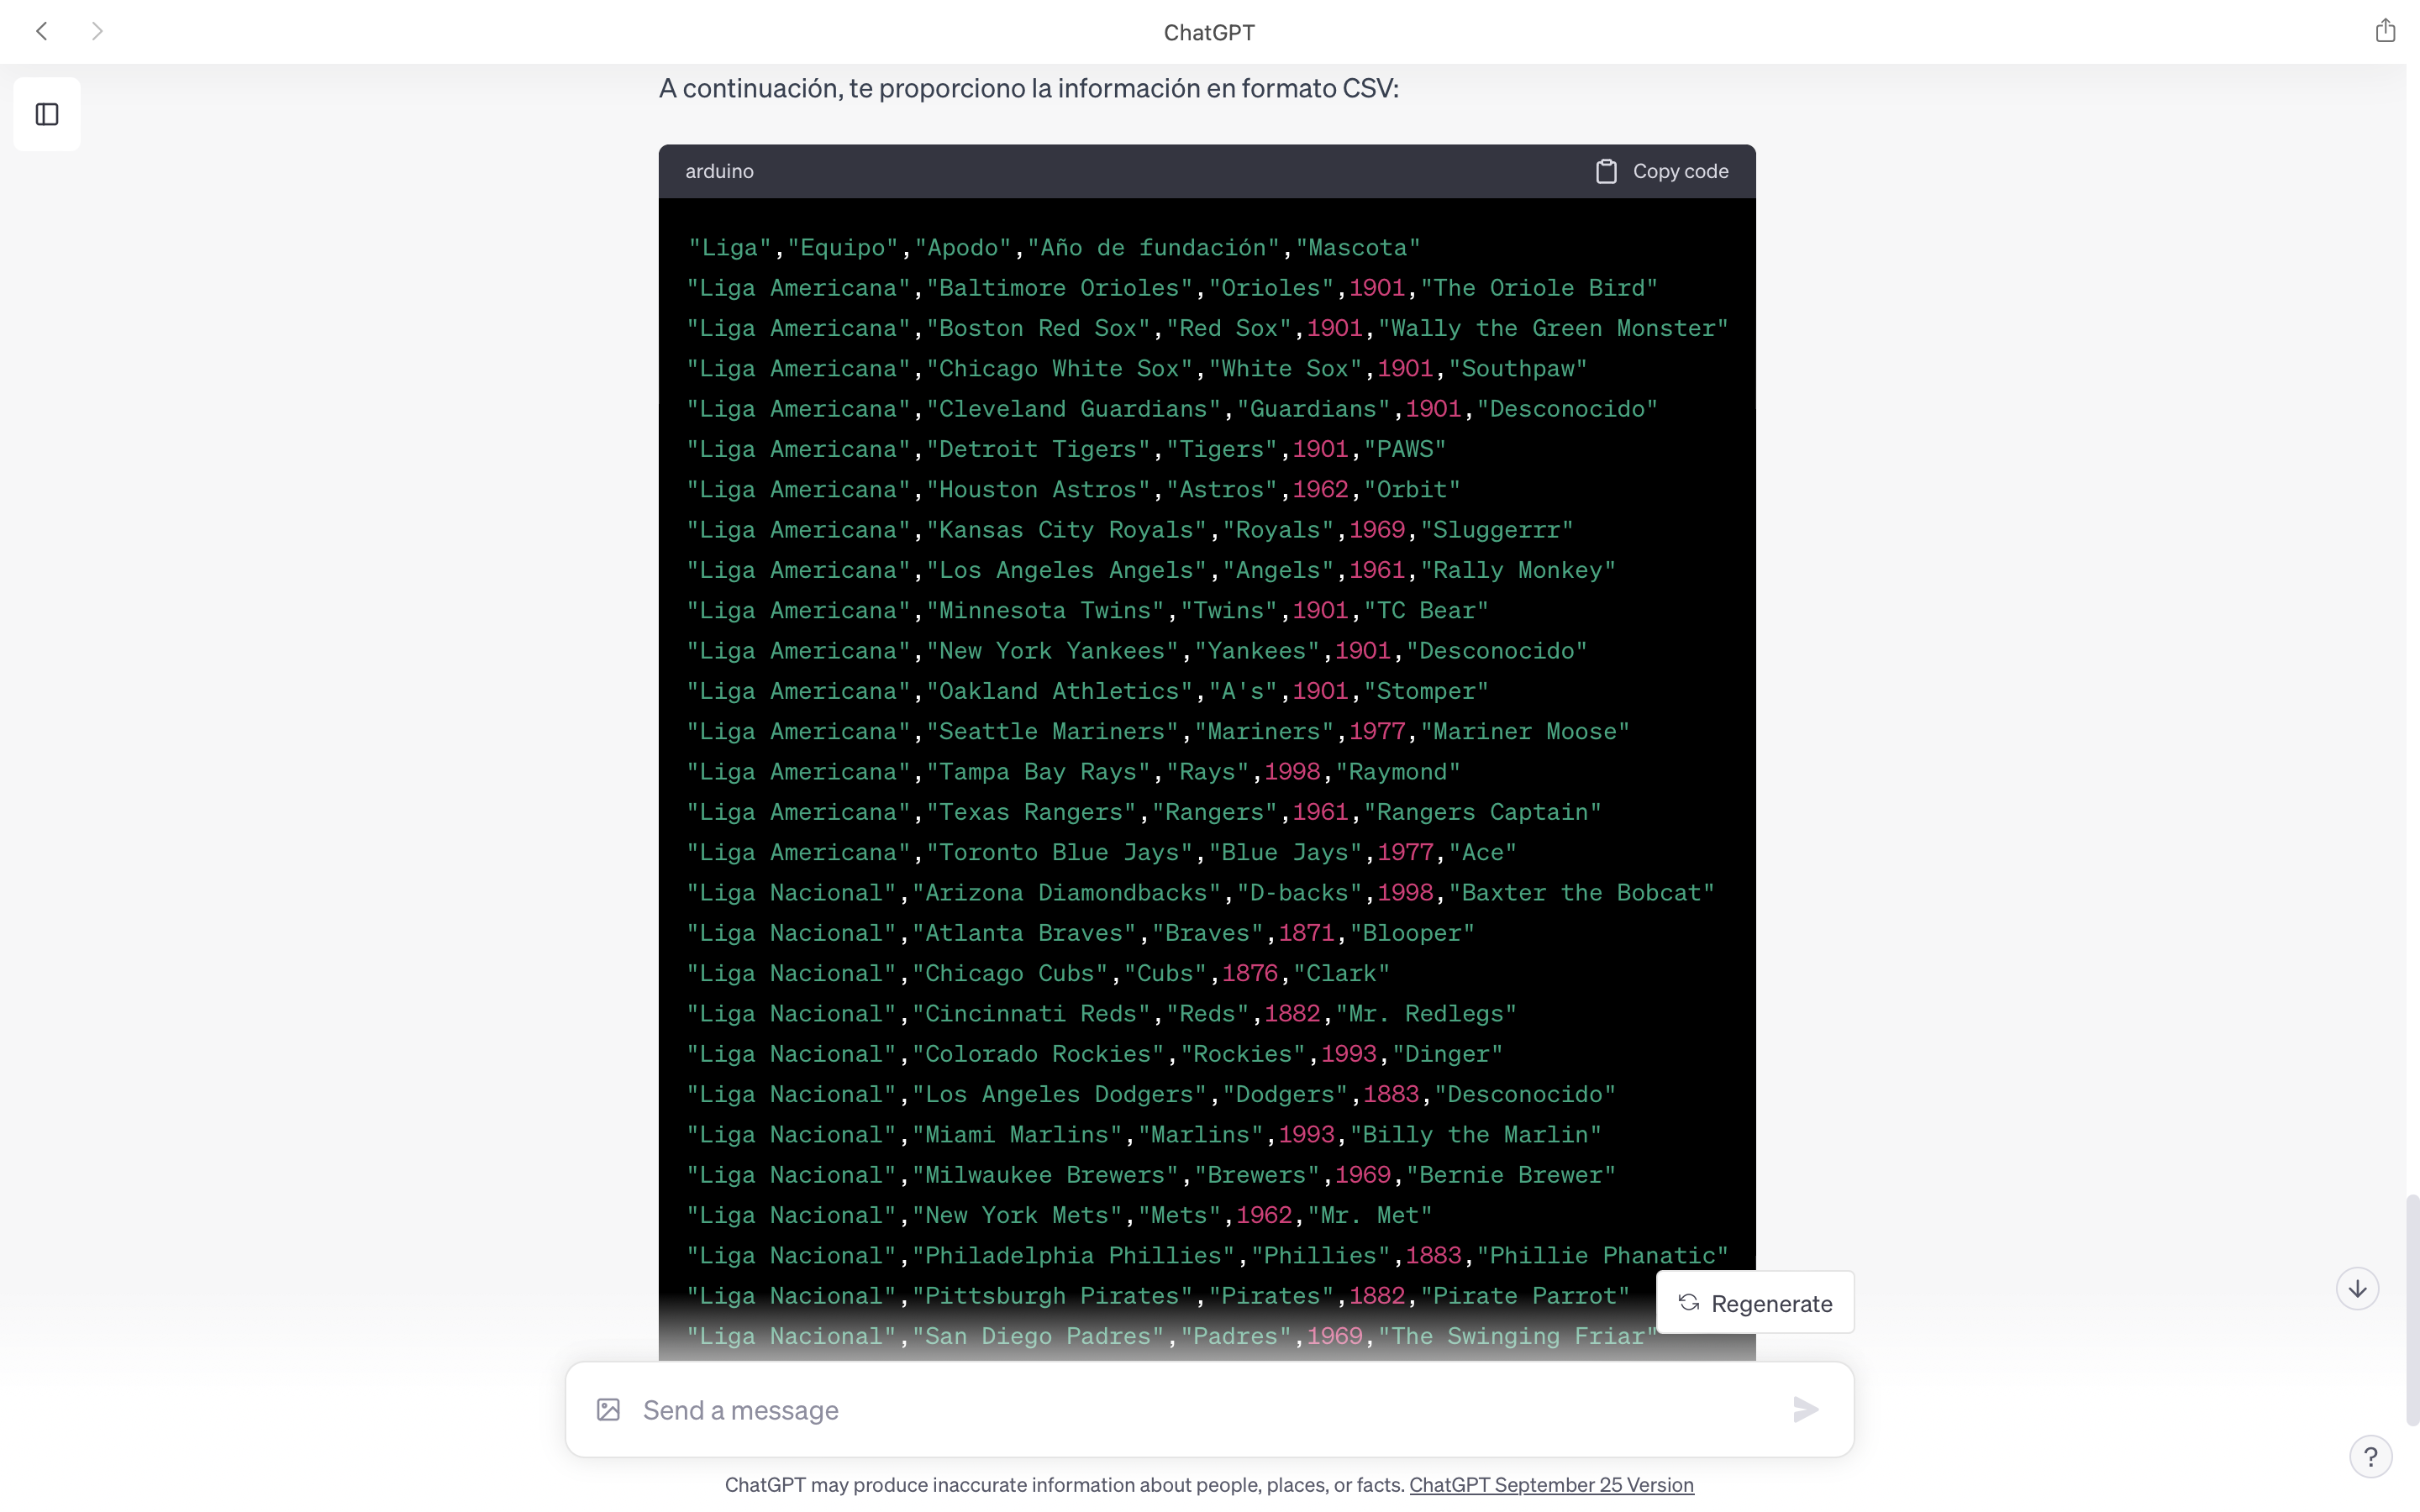 ChatGPT
A continuación, te proporciono la información en formato CSV:
arduino
Copy code
"Liga","Equipo","Apodo","Año de fundación","Mascota"
"Liga Americana","Baltimore Orioles","Orioles",1901,"The Oriole Bird"
"Liga Americana","Boston Red Sox","Red Sox",1901,"Wally the Green Monster"
"Liga Americana","Chicago White Sox","White Sox",1901,"Southpaw"
"Liga Americana","Cleveland Guardians","Guardians",1901,"Desconocido"
"Liga Americana","Detroit Tigers","Tigers",1901,"PAWS"
"Liga Americana","Houston Astros","Astros",1962,"Orbit"
"Liga Americana","Kansas City Royals","Royals",1969,"Sluggerrr"
"Liga Americana","Los Angeles Angels","Angels",1961,"Rally Monkey"
"Liga Americana","Minnesota Twins","Twins",1901,"TC Bear"
"Liga Americana","New York Yankees","Yankees",1901,"Desconocido"
"Liga Americana","Oakland Athletics","A's",1901,"Stomper"
"Liga Americana","Seattle Mariners","Mariners",1977,"Mariner Moose"
"Liga Americana","Tampa Bay Rays","Rays",1998,"Raymond"
"Liga Americana","Texas Rangers","Rangers",1961,"Rangers Captain"
"Liga Americana","Toronto Blue Jays","Blue Jays",1977,"Ace"
"Liga Nacional","Arizona Diamondbacks","D-backs",1998,"Baxter the Bobcat"
"Liga Nacional","Atlanta Braves","Braves",1871,"Blooper"
"Liga Nacional","Chicago Cubs","Cubs",1876,"Clark"
"Liga Nacional","Cincinnati Reds","Reds",1882,"Mr. Redlegs"
"Liga Nacional","Colorado Rockies","Rockies",1993,"Dinger"
"Liga Nacional","Los Angeles Dodgers","Dodgers",1883,"Desconocido"
"Liga Nacional","Miami Marlins","Marlins",1993,"Billy the Marlin"
"Liga Nacional","Milwaukee Brewers","Brewers",1969,"Bernie Brewer"
"Liga Nacional","New York Mets","Mets",1962,"Mr. Met"
"Liga Nacional","Philadelphia Phillies","Phillies",1883,"Phillie Phanatic"
"Liga Nacional","Pittsburgh Pirates","Pirates",1882,"Pirate Parrot"
Regenerate
"Liga Nacional","San Diego Padres","Padres",1969,"The Swinging Friar"
Send a message
?
ChatGPT may produce inaccurate information about people, places, or facts. ChatGPT September 25 Version